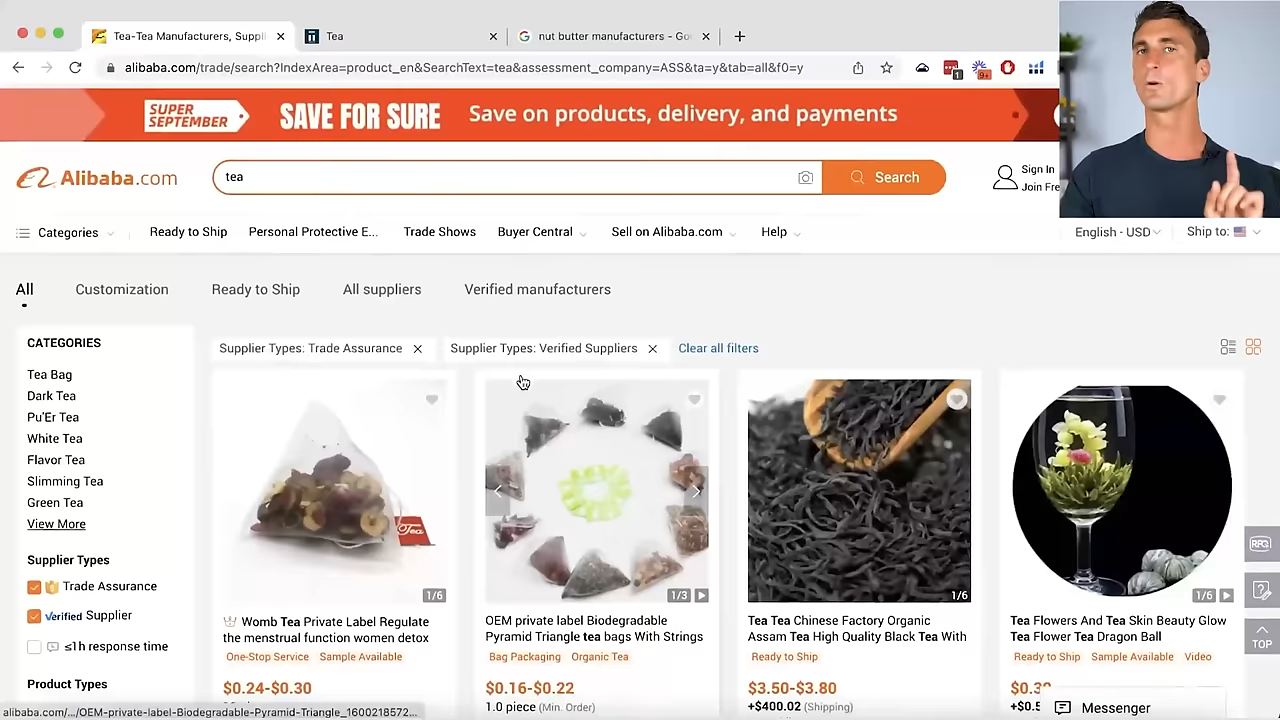 Tea-Tea Manufacturers, Suppli
Tea
nut butter manufacturers - Go
alibaba.com/trade/search?IndexArea=product_en&SearchText=tea&assessment_company=ASS&ta=y&tab=all&f0=y
1
9+
SUPER SEPTEMBER
SAVE FOR SURE
Save on products, delivery, and payments
Alibaba.com
tea
Search
Sign In
Join Fre
Categories
Ready to Ship
Personal Protective E...
Trade Shows
Buyer Central
Sell on Alibaba.com
Help
English - USD
Ship to:
All
Customization
Ready to Ship
All suppliers
Verified manufacturers
CATEGORIES
Tea Bag
Dark Tea
Pu'Er Tea
White Tea
Flavor Tea
Slimming Tea
Green Tea
View More
Supplier Types
Trade Assurance
Verified Supplier
≤1h response time
Product Types
Supplier Types: Trade Assurance
Supplier Types: Verified Suppliers
Clear all filters
Tea
1/6
Womb Tea Private Label Regulate
the menstrual function women detox
One-Stop Service Sample Available
$0.24-$0.30
1/3
OEM private label Biodegradable
Pyramid Triangle tea bags With Strings
Bag Packaging Organic Tea
$0.16-$0.22
1.0 piece (Min. Order)
1/6
Tea Tea Chinese Factory Organic
Assam Tea High Quality Black Tea With
Ready to Ship
$3.50-$3.80
+$400.02 (Shipping)
1/6
Tea Flowers And Tea Skin Beauty Glow
Tea Flower Tea Dragon Ball
Ready to Ship Sample Available Video
RFQ
TOP
Messenger
alibaba.com/.../OEM-private-label-Biodegradable-Pyramid-Triangle_1600218572...